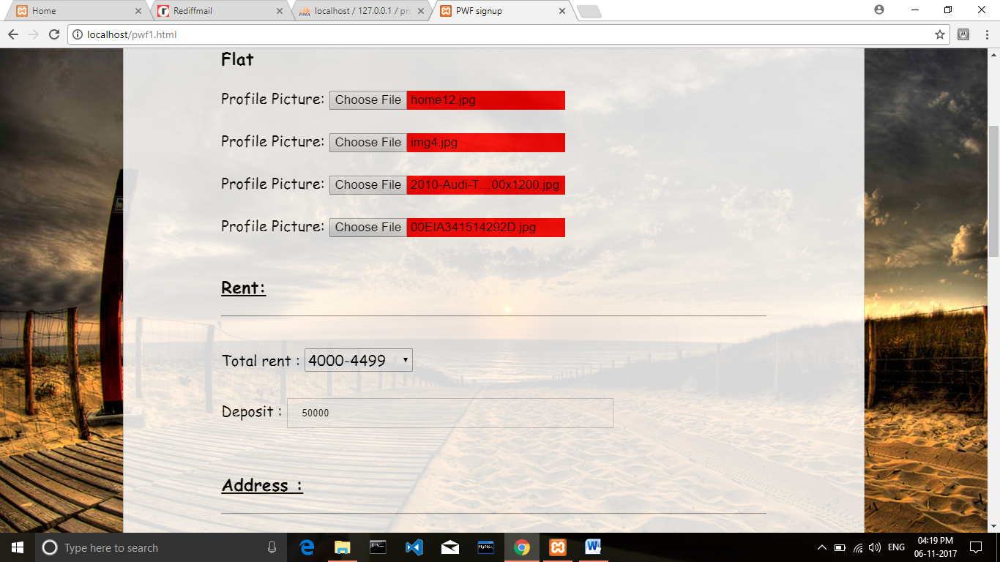 Home
Rediffmail
PMA localhost / 127.0.0.1 / pro
PWF signup
localhost/pwf1.html
Flat
Profile Picture: Choose File home12.jpg
Profile Picture: Choose File img4.jpg
Profile Picture: Choose File 2010-Audi-T...00x1200.jpg
Profile Picture: Choose File 00EIA341514292D.jpg
Rent:
Total rent : 4000-4499
Deposit : 50000
Address :
Type here to search
MySQL
ENG
04:19 PM
06-11-2017